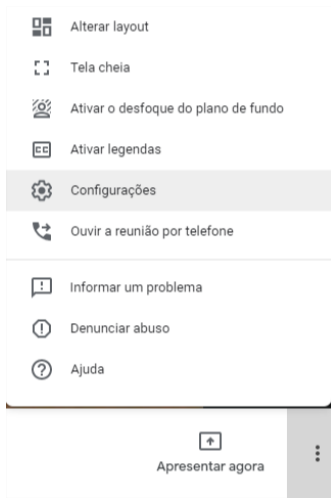 Alterar layout
Tela cheia
Ativar o desfoque do plano de fundo
Ativar legendas
Configurações
Ouvir a reunião por telefone
Informar um problema
Denunciar abuso
Ajuda
Apresentar agora